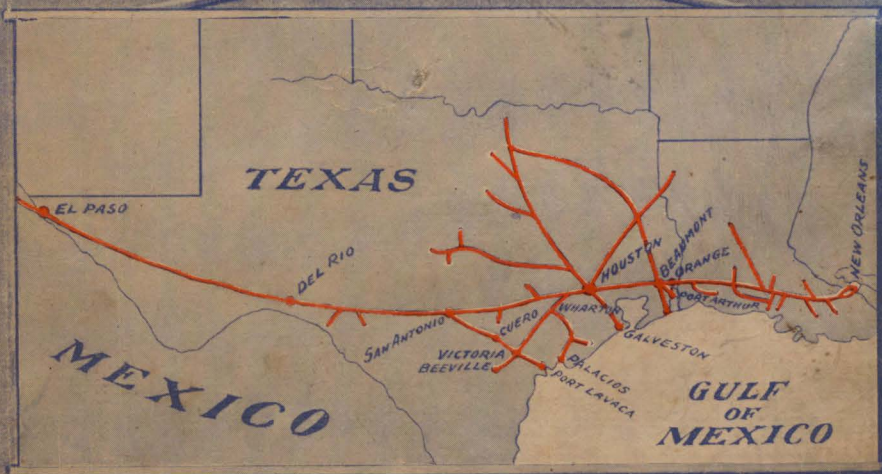 TEXAS
EL PASO
DEL RIO
SAN ANTONIO
CUERO
WHARTON
HOUSTON
BEAUMONT
ORANGE
PORT ARTHUR
NEW ORLEANS
GALVESTON
VICTORIA
BEEVILLE
PALACIOS
PORT LAVACA
MEXICO
GULF
OF
MEXICO